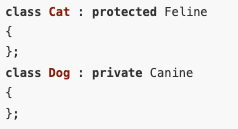 class Cat : protected Feline
{
};
class Dog : private Canine
{
};